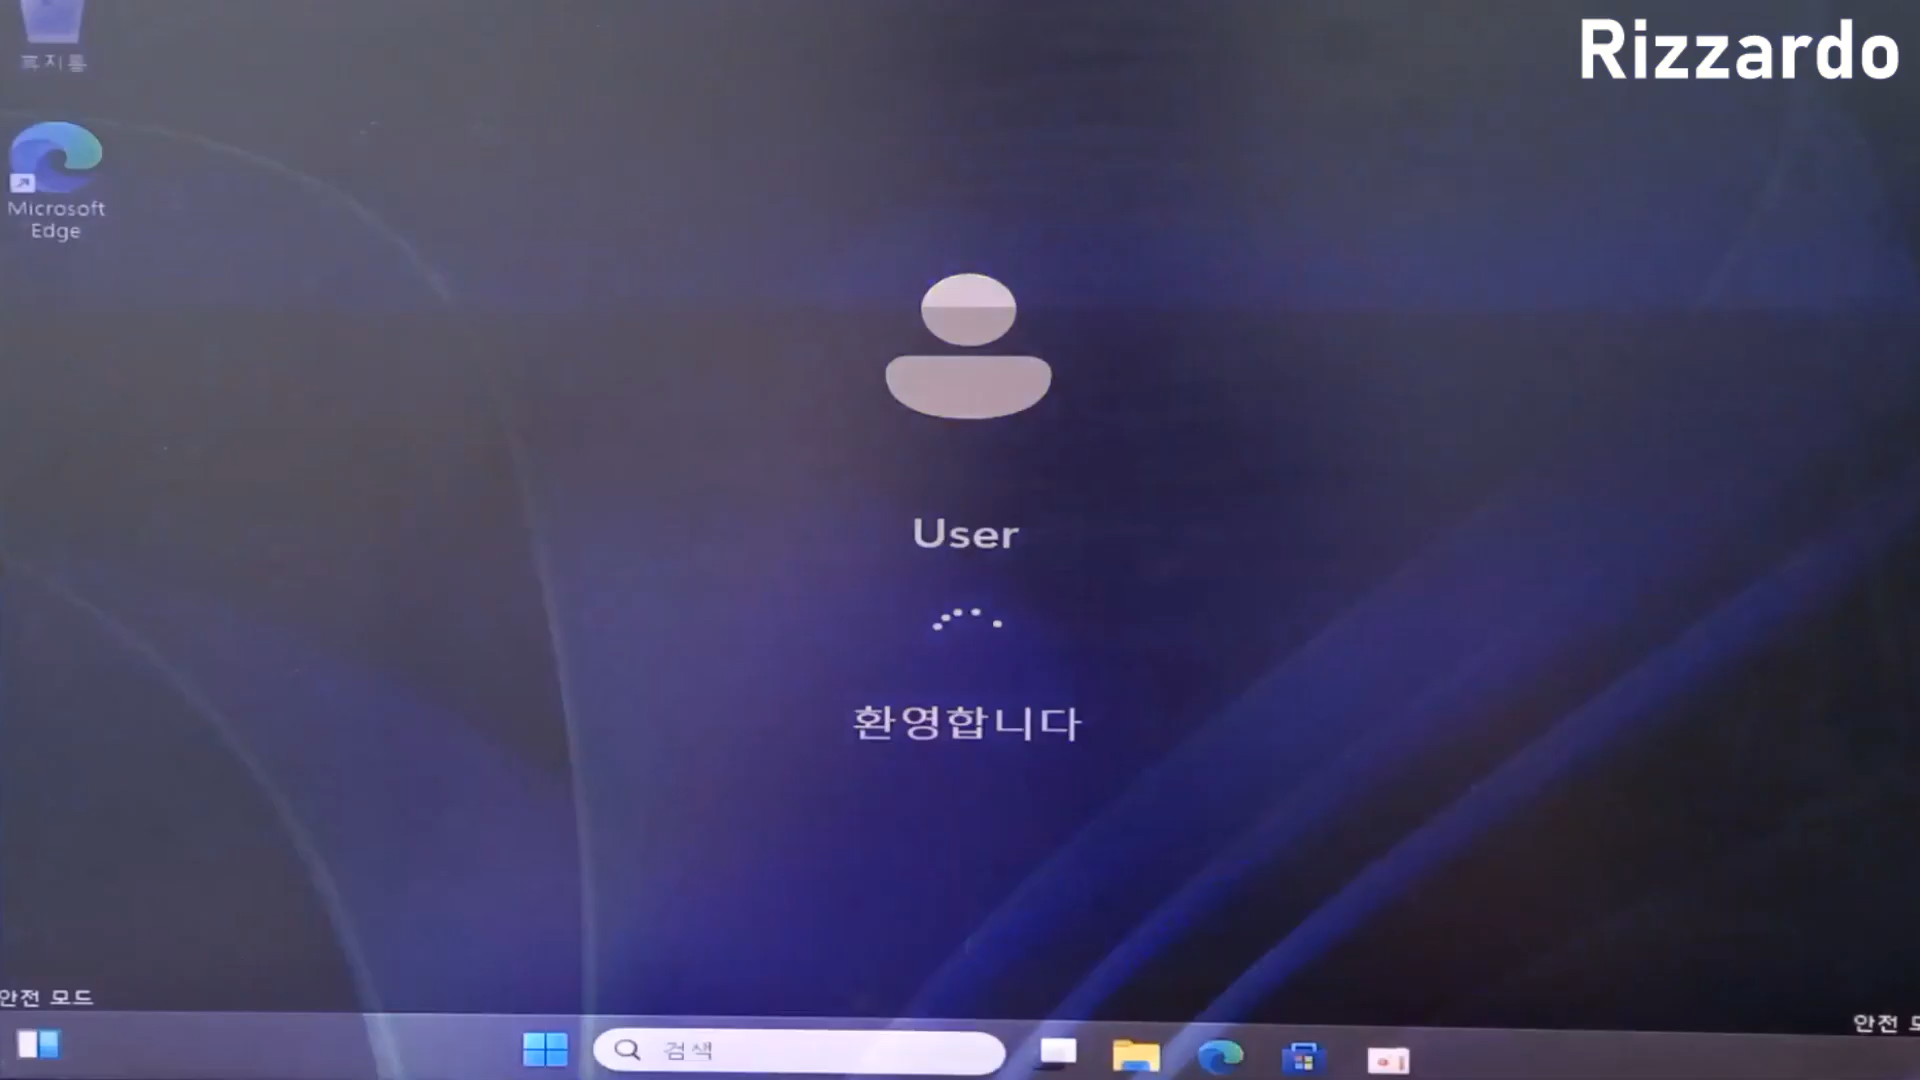 Rizzardo
휴지통
Microsoft
Edge
User
환영합니다
안전 모드
안전 모
검색